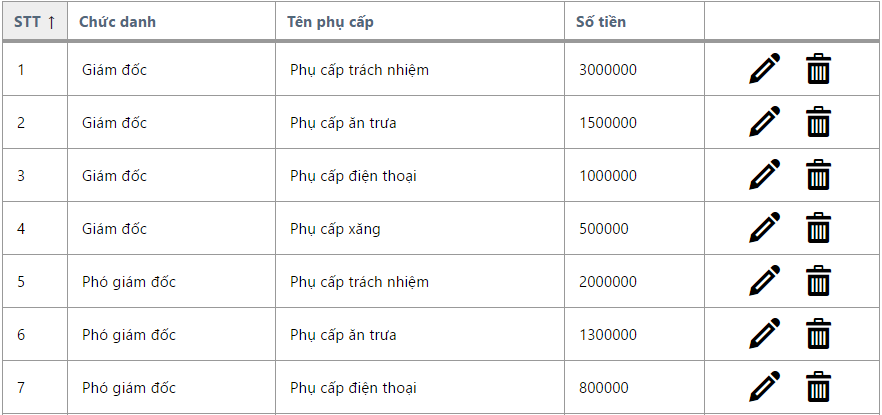 STT ↑ Chức danh Tên phụ cấp Số tiền
1 Giám đốc Phụ cấp trách nhiệm 3000000
2 Giám đốc Phụ cấp ăn trưa 1500000
3 Giám đốc Phụ cấp điện thoại 1000000
4 Giám đốc Phụ cấp xăng 500000
5 Phó giám đốc Phụ cấp trách nhiệm 2000000
6 Phó giám đốc Phụ cấp ăn trưa 1300000
7 Phó giám đốc Phụ cấp điện thoại 800000